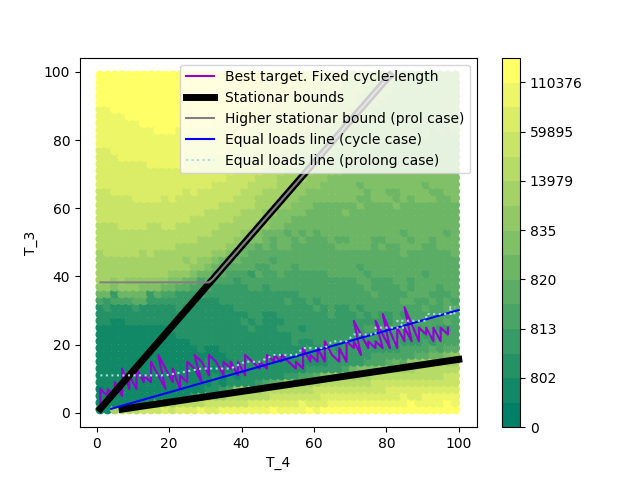 Best target. Fixed cycle-length
Stationar bounds
Higher stationar bound (prol case)
Equal loads line (cycle case)
Equal loads line (prolong case)
100
80
60
40
20
0
T_3
0 20 40 60 80 100
T_4
110376
59895
13979
835
820
813
802
0